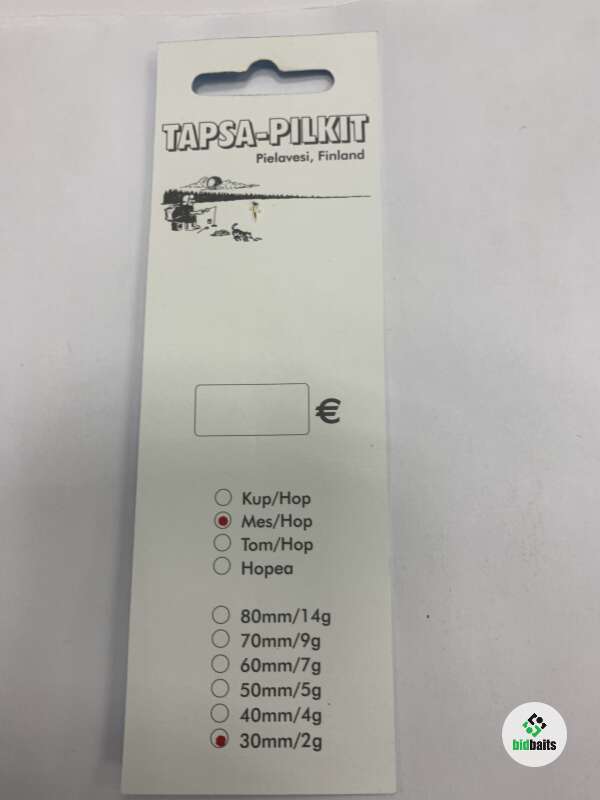 TAPSA-PILKIT
Pielavesi, Finland
€
Kup/Hop
Mes/Hop
Tom/Hop
Hopea
80mm/14g
70mm/9g
60mm/7g
50mm/5g
40mm/4g
30mm/2g
bidbaits